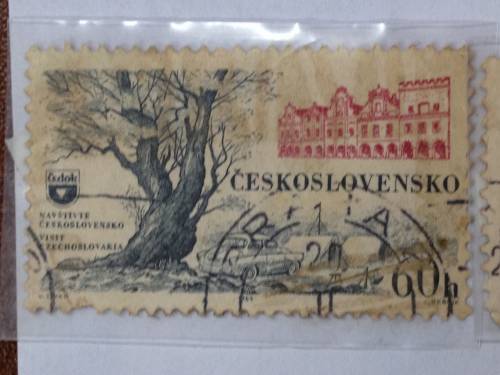 ČESKOSLOVENSKO
čedok
NAVŠTIVTE
ČESKOSLOVENSKO
VISIT
CZECHOSLOVAKIA
60h